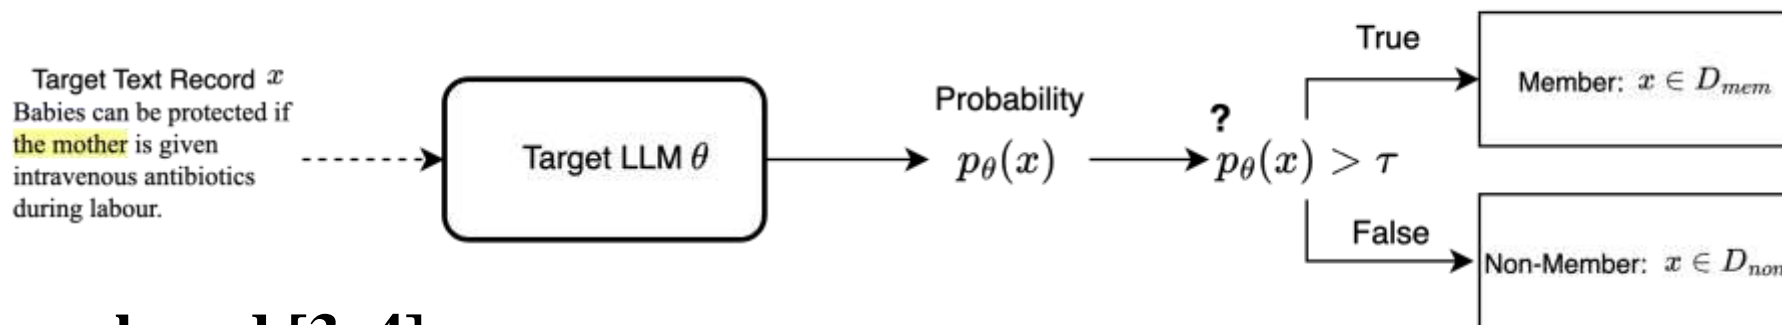 Target Text Record x
Babies can be protected if
the mother is given
intravenous antibiotics
during labour.
Target LLM θ
Probability
pθ(x)
?
pθ(x) > τ
True
Member: x ∈ Dmem
False
Non-Member: x ∈ Dnon